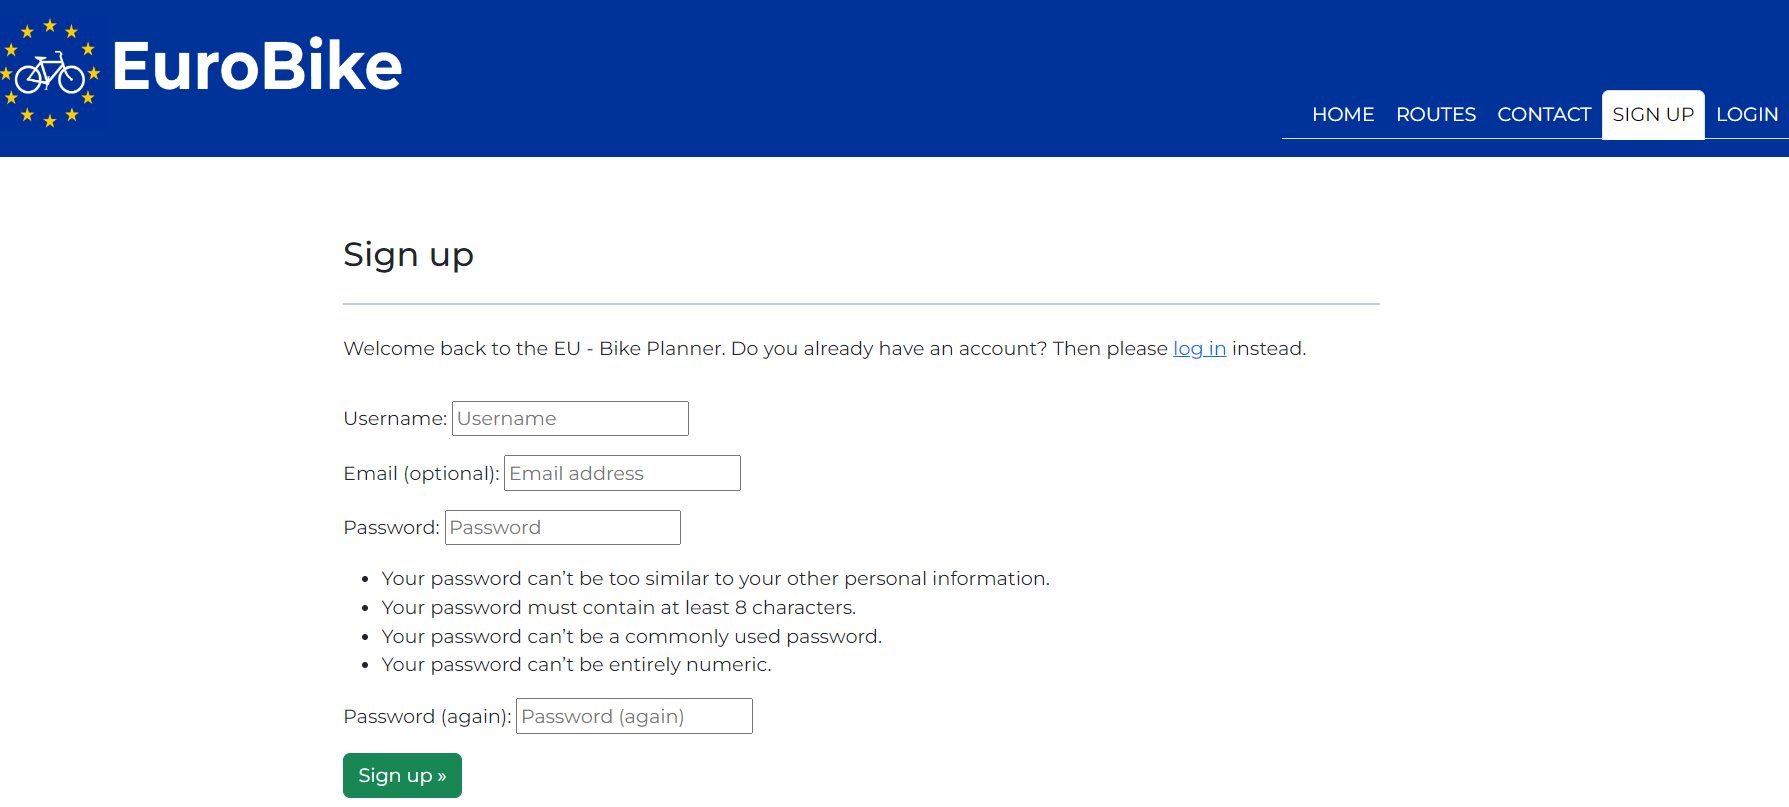 EuroBike
HOME ROUTES CONTACT SIGN UP LOGIN
Sign up
Welcome back to the EU - Bike Planner. Do you already have an account? Then please log in instead.
Username: Username
Email (optional): Email address
Password: Password
• Your password can’t be too similar to your other personal information.
• Your password must contain at least 8 characters.
• Your password can’t be a commonly used password.
• Your password can’t be entirely numeric.
Password (again): Password (again)
Sign up »